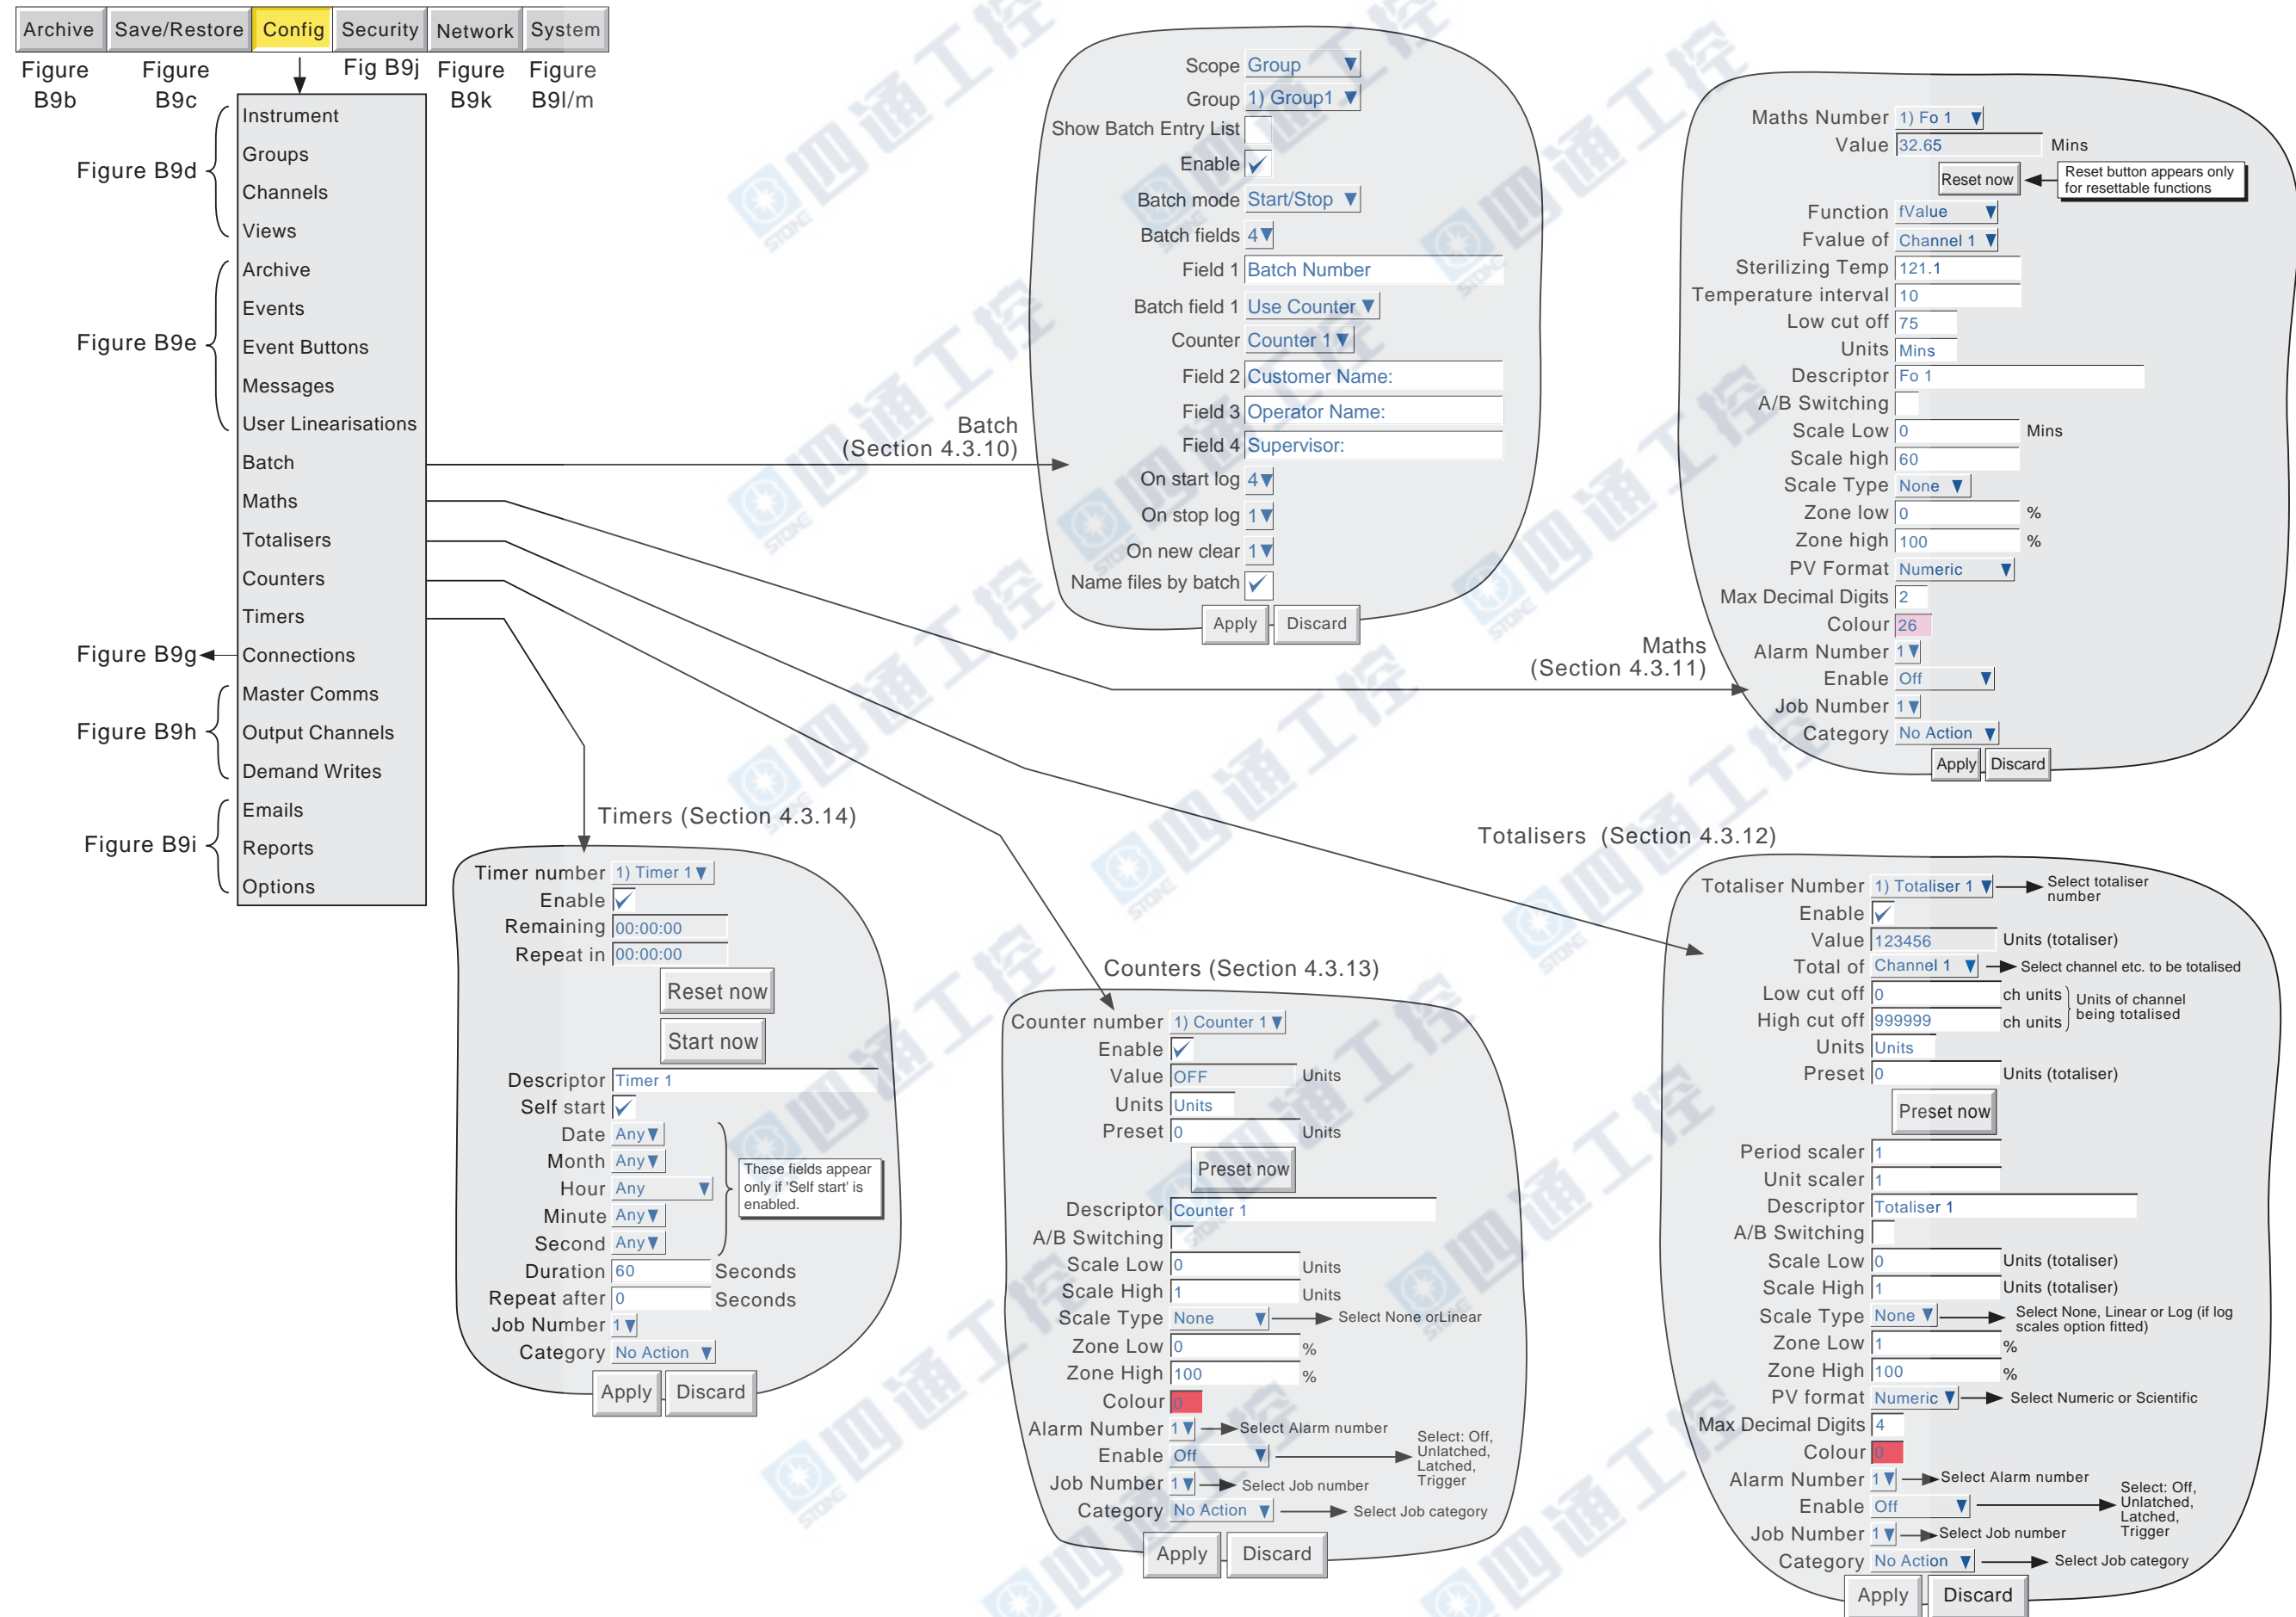 Archive Save/Restore Config Security Network System
Figure B9b
Figure B9c
Fig B9j
Figure B9k
Figure B9l/m
Instrument
Groups
Channels
Views
Figure B9d
Archive
Events
Event Buttons
Messages
User Linearisations
Figure B9e
Batch
Maths
Totalisers
Counters
Timers
Connections
Figure B9g
Master Comms
Output Channels
Demand Writes
Figure B9h
Emails
Reports
Options
Figure B9i
Batch
(Section 4.3.10)
Scope Group
Group 1) Group1
Show Batch Entry List
Enable
Batch mode Start/Stop
Batch fields 4
Field 1 Batch Number
Batch field 1 Use Counter
Counter Counter 1
Field 2 Customer Name:
Field 3 Operator Name:
Field 4 Supervisor:
On start log 4
On stop log 1
On new clear 1
Name files by batch
Apply Discard
Maths
(Section 4.3.11)
Maths Number 1) Fo 1
Value 32.65 Mins
Reset now
Reset button appears only
for resettable functions
Function fValue
Fvalue of Channel 1
Sterilizing Temp 121.1
Temperature interval 10
Low cut off 75
Units Mins
Descriptor Fo 1
A/B Switching
Scale Low 0 Mins
Scale high 60
Scale Type None
Zone low 0 %
Zone high 100 %
PV Format Numeric
Max Decimal Digits 2
Colour 26
Alarm Number 1
Enable Off
Job Number 1
Category No Action
Apply Discard
Timers (Section 4.3.14)
Timer number 1) Timer 1
Enable
Remaining 00:00:00
Repeat in 00:00:00
Reset now
Start now
Descriptor Timer 1
Self start
Date Any
Month Any
Hour Any
Minute Any
Second Any
These fields appear
only if 'Self start' is
enabled.
Duration 60 Seconds
Repeat after 0 Seconds
Job Number 1
Category No Action
Apply Discard
Counters (Section 4.3.13)
Counter number 1) Counter 1
Enable
Value OFF Units
Units Units
Preset 0 Units
Preset now
Descriptor Counter 1
A/B Switching
Scale Low 0 Units
Scale High 1 Units
Scale Type None Select None orLinear
Zone Low 0 %
Zone High 100 %
Colour 0
Alarm Number 1 Select Alarm number
Enable Off
Select: Off,
Unlatched,
Latched,
Trigger
Job Number 1 Select Job number
Category No Action Select Job category
Apply Discard
Totalisers (Section 4.3.12)
Totaliser Number 1) Totaliser 1
Select totaliser
number
Enable
Value 123456 Units (totaliser)
Total of Channel 1 Select channel etc. to be totalised
Low cut off 0 ch units
High cut off 999999 ch units
Units of channel
being totalised
Units Units
Preset 0 Units (totaliser)
Preset now
Period scaler 1
Unit scaler 1
Descriptor Totaliser 1
A/B Switching
Scale Low 0 Units (totaliser)
Scale High 1 Units (totaliser)
Scale Type None
Select None, Linear or Log (if log
scales option fitted)
Zone Low 1 %
Zone High 100 %
PV format Numeric Select Numeric or Scientific
Max Decimal Digits 4
Colour 0
Alarm Number 1 Select Alarm number
Enable Off
Select: Off,
Unlatched,
Latched,
Trigger
Job Number 1 Select Job number
Category No Action Select Job category
Apply Discard
STONE 四通工控